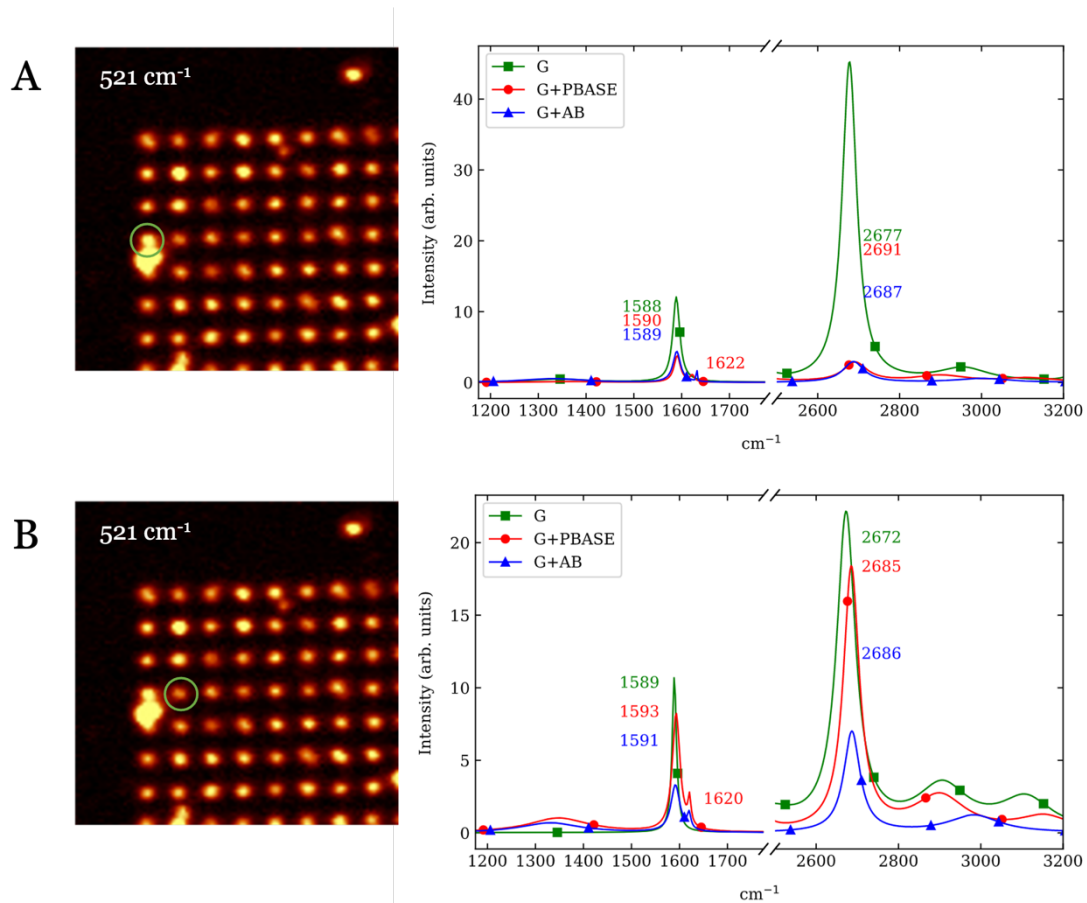 A
521 cm⁻¹
Intensity (arb. units)
40
30
20
10
0
G
G+PBASE
G+AB
2677
2691
2687
1588
1590
1589
1622
1200 1300 1400 1500 1600 1700 2600 2800 3000 3200
cm⁻¹
B
521 cm⁻¹
Intensity (arb. units)
20
15
10
5
0
G
G+PBASE
G+AB
2672
2685
2686
1589
1593
1591
1620
1200 1300 1400 1500 1600 1700 2600 2800 3000 3200
cm⁻¹